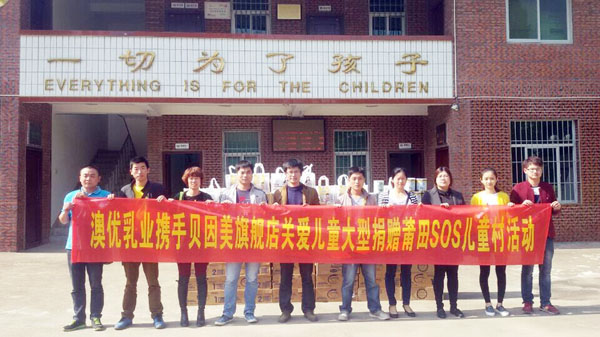 一切为了孩子
EVERYTHING IS FOR THE CHILDREN
澳优乳业携手贝因美旗舰店关爱儿童大型捐赠莆田SOS儿童村活动